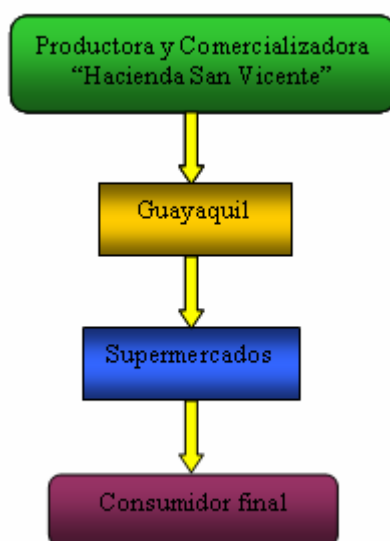 Productora y Comercializadora
“Hacienda San Vicente”
Guayaquil
Supermercados
Consumidor final